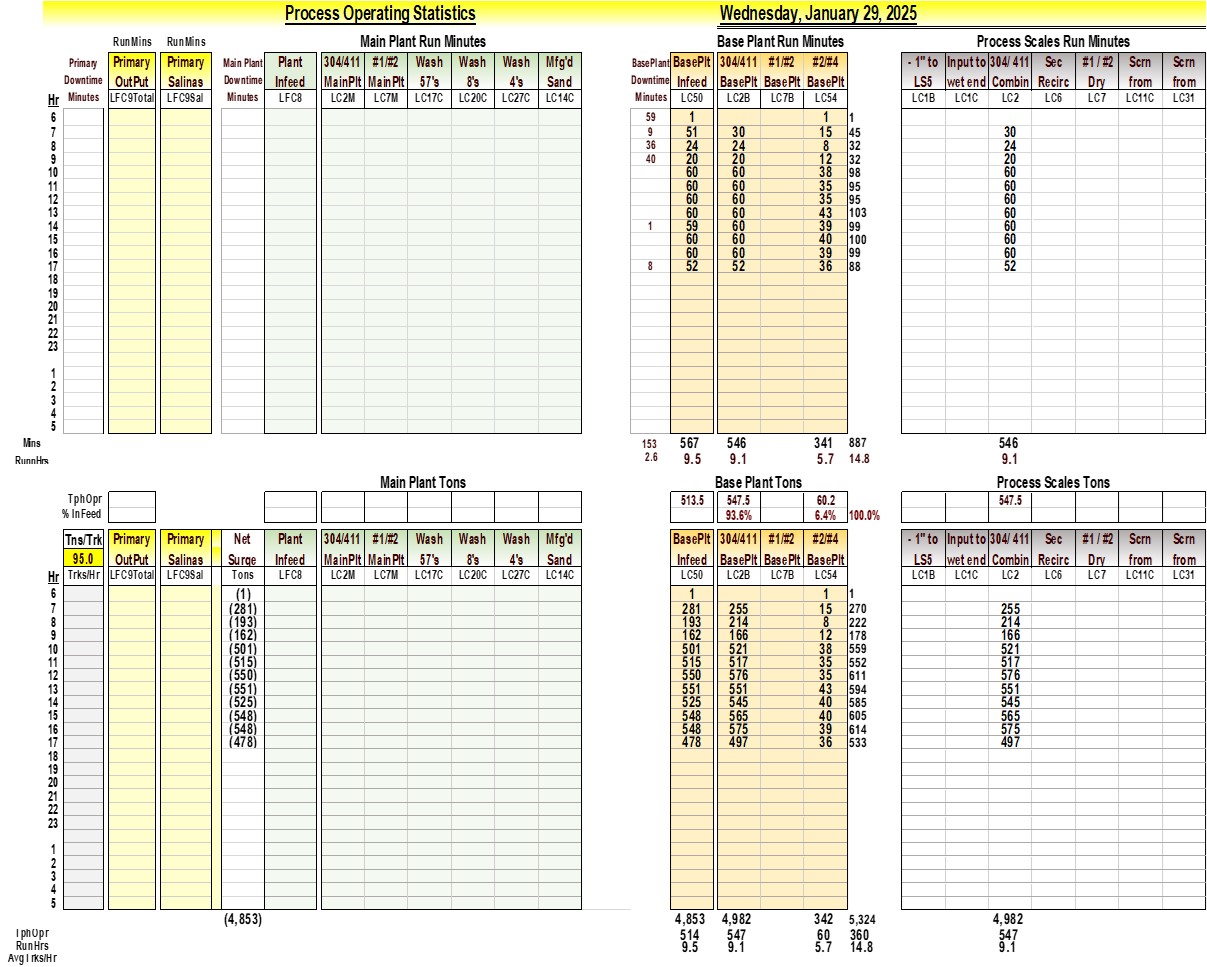 Process Operating Statistics Wednesday, January 29, 2025
RunMins RunMins Main Plant Run Minutes Base Plant Run Minutes Process Scales Run Minutes
Primary Primary Primary Main Plant Plant 304/411 #1/#2 Wash Wash Wash Mfg'd BasePlant BasePlt 304/411 #1/#2 #2/#4 - 1" to Input to 304/ 411 Sec #1 / #2 Scrn Scrn
Downtime OutPut Salinas Downtime Infeed MainPlt MainPlt 57's 8's 4's Sand Downtime Infeed BasePlt BasePlt BasePlt LS5 wet end Combin Recirc Dry from from
Hr Minutes LFC9Total LFC9Sal Minutes LFC8 LC2M LC7M LC17C LC20C LC27C LC14C Minutes LC50 LC2B LC7B LC54 LC1B LC1C LC2 LC6 LC7 LC11C LC31
6 59 1 1 1
7 9 51 30 15 45 30
8 36 24 24 8 32 24
9 40 20 20 12 32 20
10 60 60 38 98 60
11 60 60 35 95 60
12 60 60 35 95 60
13 60 60 43 103 60
14 1 59 60 39 99 60
15 60 60 40 100 60
16 60 60 39 99 60
17 8 52 52 36 88 52
18
19
20
21
22
23
1
2
3
4
5
Mins 153 567 546 341 887 546
RunnHrs 2.6 9.5 9.1 5.7 14.8 9.1
Main Plant Tons Base Plant Tons Process Scales Tons
TphOpr 513.5 547.5 60.2 547.5
% InFeed 93.6% 6.4% 100.0%
Tns/Trk Primary Primary Net Plant 304/411 #1/#2 Wash Wash Wash Mfg'd BasePlt 304/411 #1/#2 #2/#4 - 1" to Input to 304/ 411 Sec #1 / #2 Scrn Scrn
95.0 OutPut Salinas Surge Infeed MainPlt MainPlt 57's 8's 4's Sand Infeed BasePlt BasePlt BasePlt LS5 wet end Combin Recirc Dry from from
Hr Trks/Hr LFC9Total LFC9Sal Tons LFC8 LC2M LC7M LC17C LC20C LC27C LC14C LC50 LC2B LC7B LC54 LC1B LC1C LC2 LC6 LC7 LC11C LC31
6 (1) 1 1 1
7 (281) 281 255 15 270 255
8 (193) 193 214 8 222 214
9 (162) 162 166 12 178 166
10 (501) 501 521 38 559 521
11 (515) 515 517 35 552 517
12 (550) 550 576 35 611 576
13 (551) 551 551 43 594 551
14 (525) 525 545 40 585 545
15 (548) 548 565 40 605 565
16 (548) 548 575 39 614 575
17 (478) 478 497 36 533 497
18
19
20
21
22
23
1
2
3
4
5
(4,853) 4,853 4,982 342 5,324 4,982
TphOpr 514 547 60 360 547
RunHrs 9.5 9.1 5.7 14.8 9.1
AvgTrks/Hr